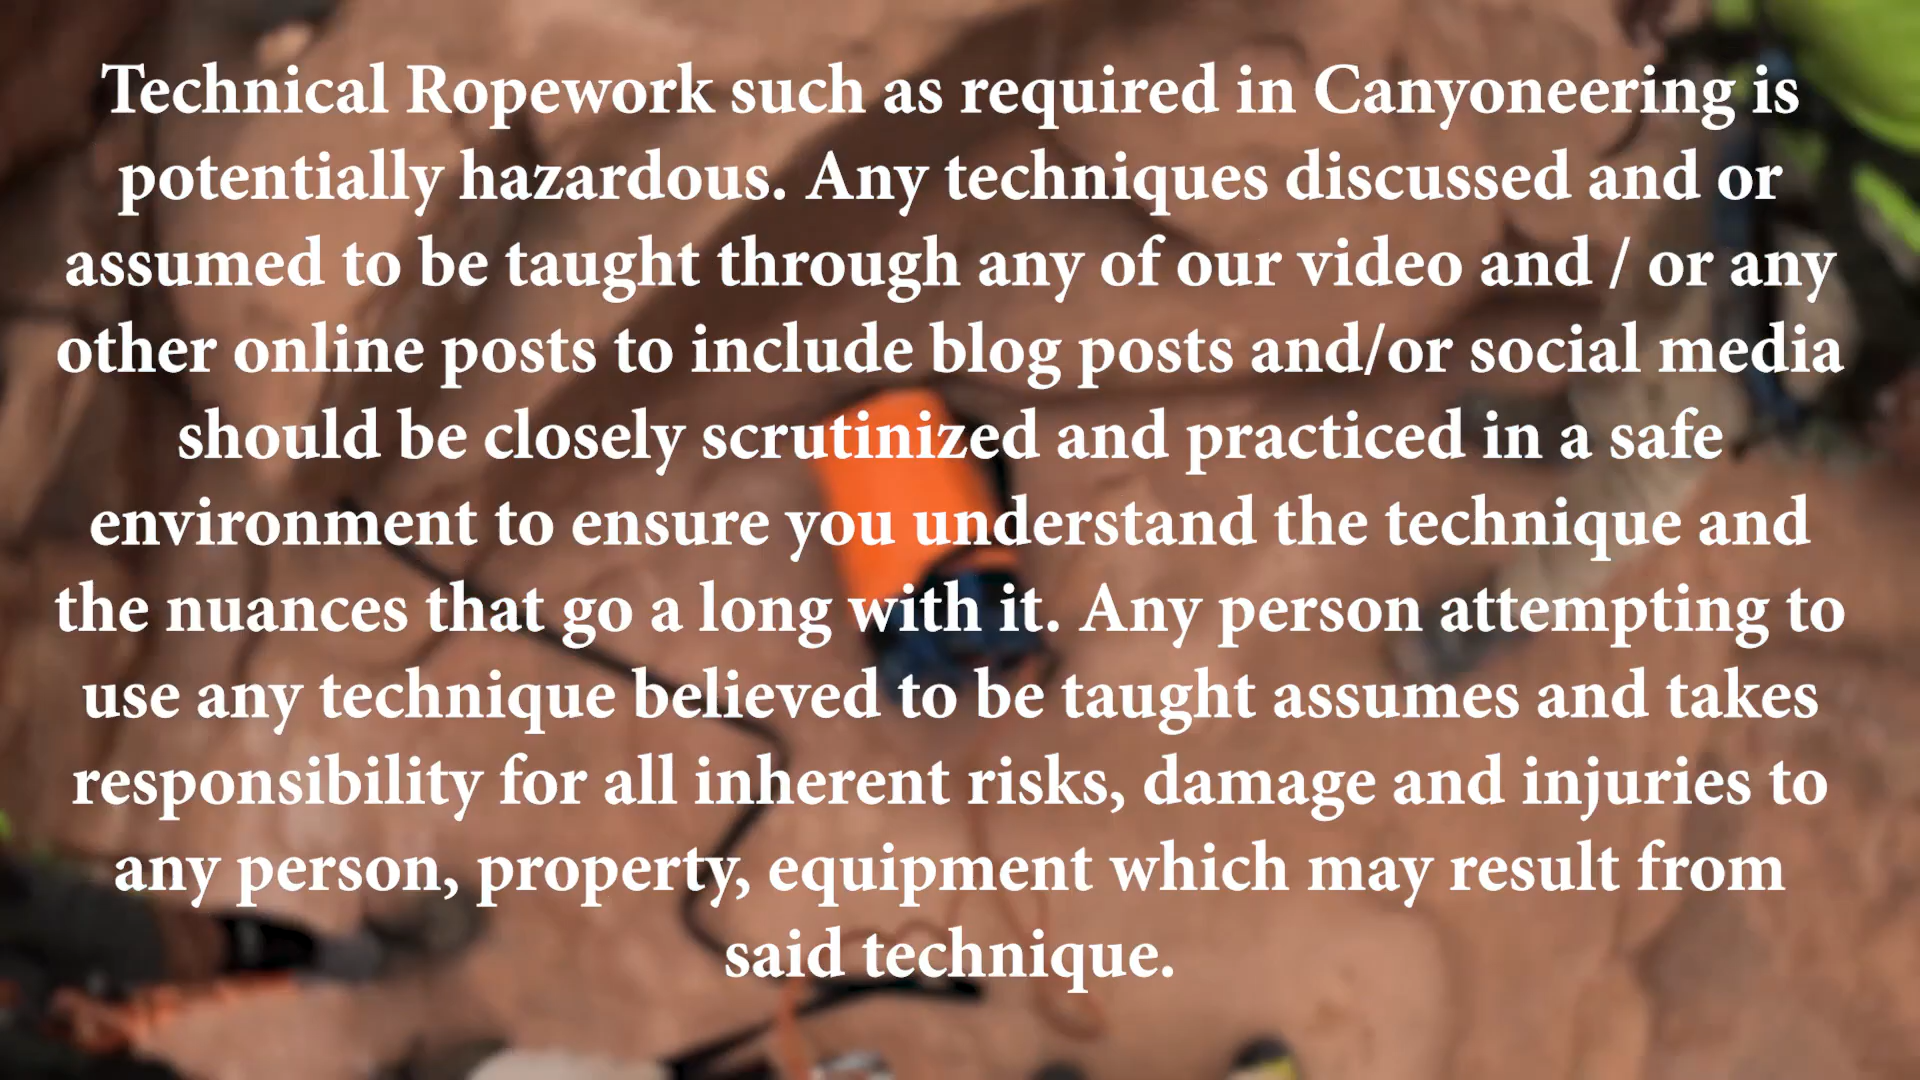 Technical Ropework such as required in Canyoneering is
potentially hazardous. Any techniques discussed and or
assumed to be taught through any of our video and / or any
other online posts to include blog posts and/or social media
should be closely scrutinized and practiced in a safe
environment to ensure you understand the technique and
the nuances that go a long with it. Any person attempting to
use any technique believed to be taught assumes and takes
responsibility for all inherent risks, damage and injuries to
any person, property, equipment which may result from
said technique.